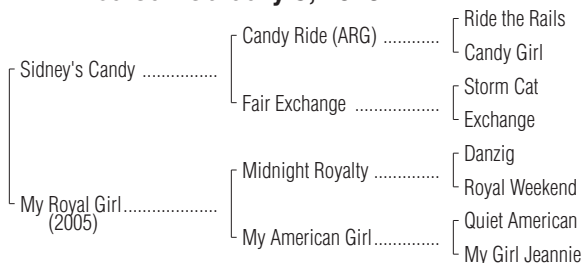 Ride the Rails
Candy Ride (ARG) ............
Candy Girl
Sidney's Candy ................
Storm Cat
Fair Exchange ..................
Exchange
Danzig
Midnight Royalty ...............
Royal Weekend
My Royal Girl....................
(2005)
Quiet American
My American Girl..............
My Girl Jeannie